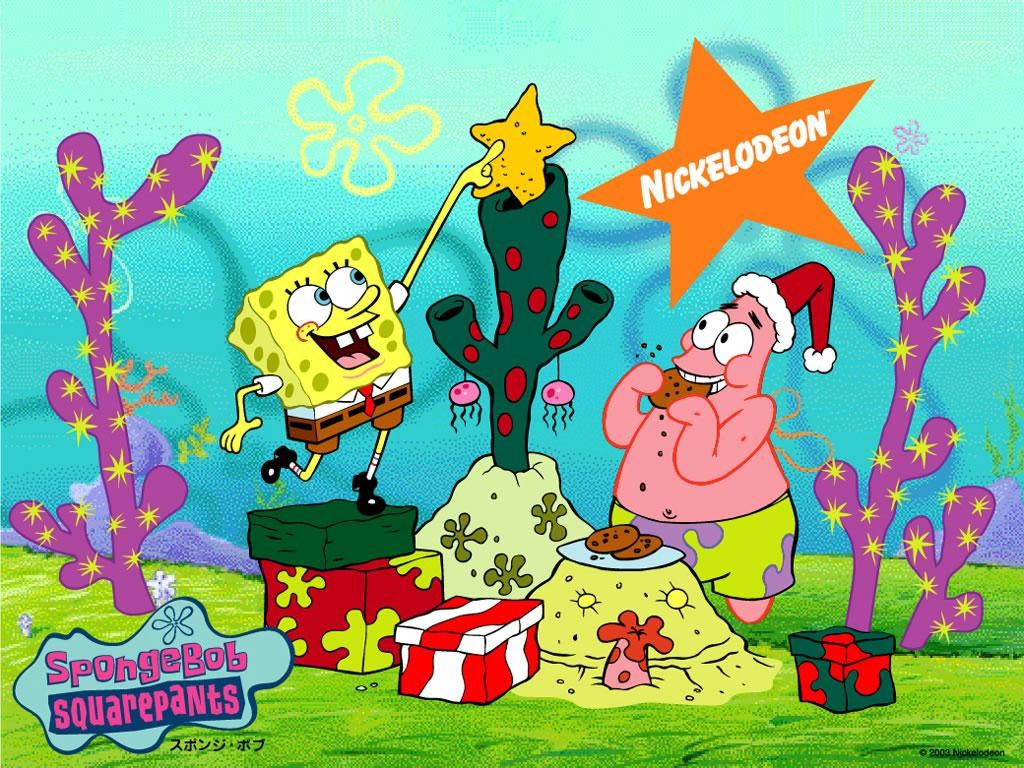 NICKELODEON
SPONGEBOB
SQUAREPANTS
スポンジ・ボブ
© 2003 Nickelodeon